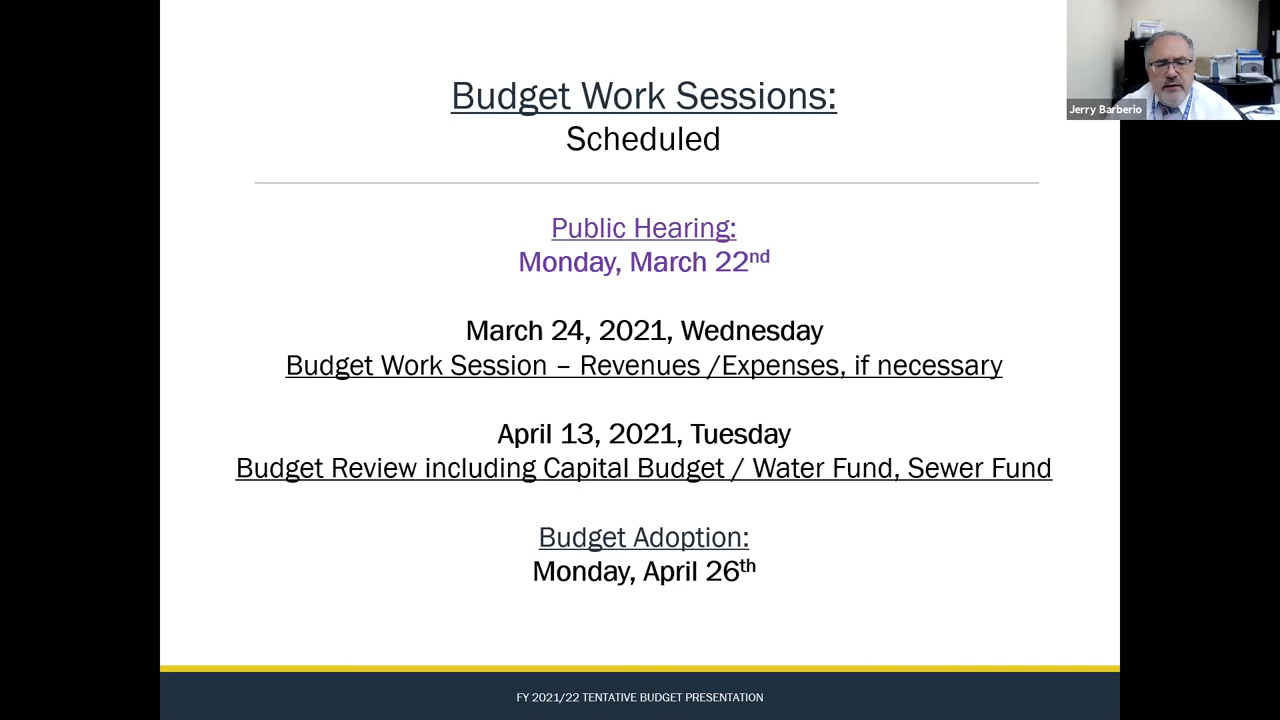 Budget Work Sessions:
Scheduled
Jerry Barberio
Public Hearing:
Monday, March 22nd
March 24, 2021, Wednesday
Budget Work Session – Revenues /Expenses, if necessary
April 13, 2021, Tuesday
Budget Review including Capital Budget / Water Fund, Sewer Fund
Budget Adoption:
Monday, April 26th
FY 2021/22 TENTATIVE BUDGET PRESENTATION